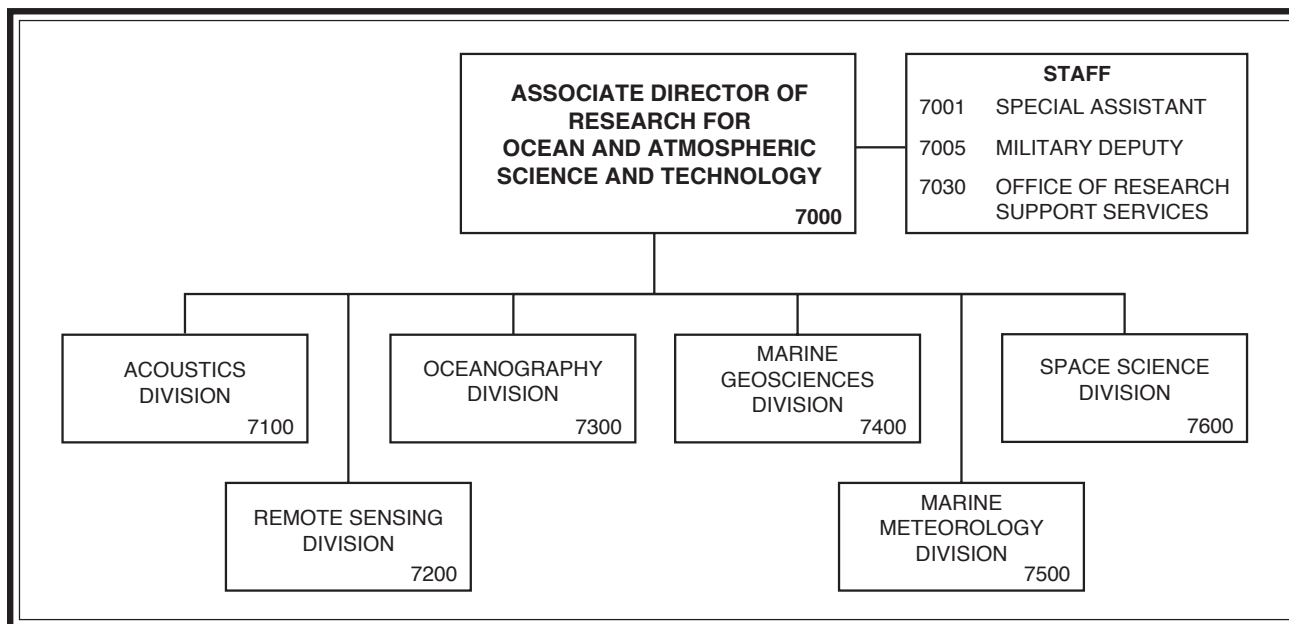 ASSOCIATE DIRECTOR OF
RESEARCH FOR
OCEAN AND ATMOSPHERIC
SCIENCE AND TECHNOLOGY
7000
STAFF
7001 SPECIAL ASSISTANT
7005 MILITARY DEPUTY
7030 OFFICE OF RESEARCH
SUPPORT SERVICES
ACOUSTICS
DIVISION
7100
OCEANOGRAPHY
DIVISION
7300
MARINE
GEOSCIENCES
DIVISION
7400
SPACE SCIENCE
DIVISION
7600
REMOTE SENSING
DIVISION
7200
MARINE
METEOROLOGY
DIVISION
7500